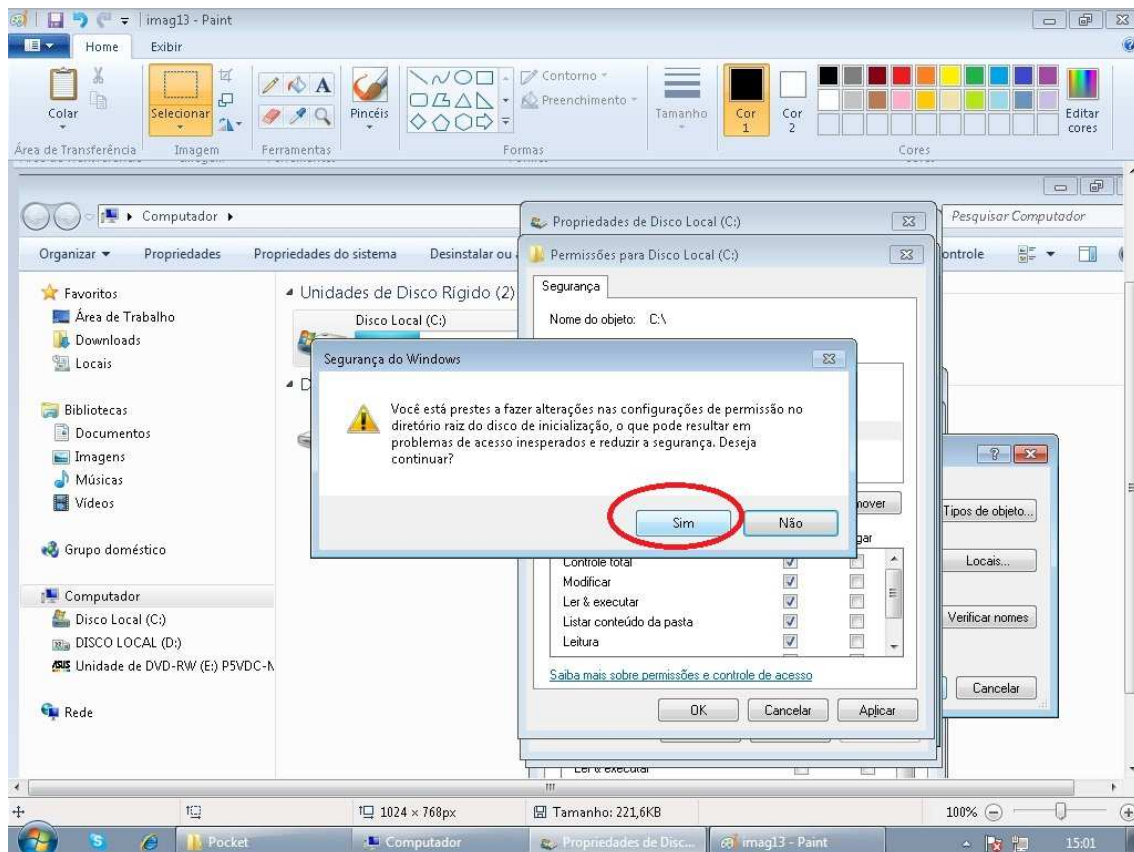 imag13 - Paint
Home Exibir
Colar
Selecionar
Pincéis
Contorno
Preenchimento
Tamanho
Cor 1
Cor 2
Editar cores
Área de Transferência Imagem Ferramentas Formas Cores
Computador
Pesquisar Computador
Organizar Propriedades Propriedades do sistema Desinstalar ou
ontrole
Favoritos
Área de Trabalho
Downloads
Locais
Bibliotecas
Documentos
Imagens
Músicas
Vídeos
Grupo doméstico
Computador
Disco Local (C:)
DISCO LOCAL (D:)
ASUS Unidade de DVD-RW (E:) P5VDC-N
Rede
Unidades de Disco Rígido (2)
Disco Local (C:)
D
Propriedades de Disco Local (C:)
Permissões para Disco Local (C:)
Segurança
Nome do objeto: C:\
Segurança do Windows
Você está prestes a fazer alterações nas configurações de permissão no
diretório raiz do disco de inicialização, o que pode resultar em
problemas de acesso inesperados e reduzir a segurança. Deseja
continuar?
Sim Não
mover
gar
Controle total
Modificar
Ler & executar
Listar conteúdo da pasta
Leitura
Saiba mais sobre permissões e controle de acesso
OK Cancelar Aplicar
Ler & executar
Tipos de objeto...
Locais...
Verificar nomes
Cancelar
1024 × 768px
Tamanho: 221,6KB
100%
Pocket
Computador
Propriedades de Disc...
imag13 - Paint
15:01